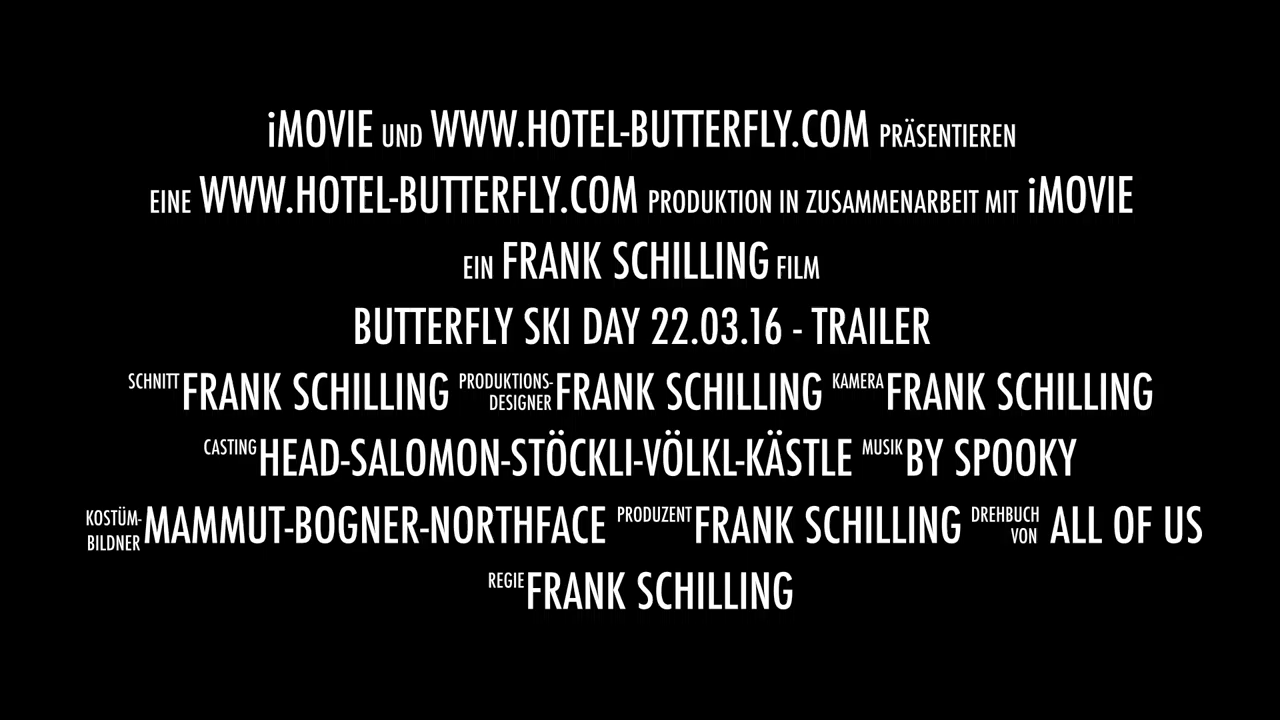 iMOVIE UND WWW.HOTEL-BUTTERFLY.COM PRÄSENTIEREN
EINE WWW.HOTEL-BUTTERFLY.COM PRODUKTION IN ZUSAMMENARBEIT MIT iMOVIE
EIN FRANK SCHILLING FILM
BUTTERFLY SKI DAY 22.03.16 - TRAILER
SCHNITT FRANK SCHILLING PRODUKTIONS-DESIGNER FRANK SCHILLING KAMERA FRANK SCHILLING
CASTING HEAD-SALOMON-STÖCKLI-VÖLKL-KÄSTLE MUSIK BY SPOOKY
KOSTÜM-BILDNER MAMMUT-BOGNER-NORTHFACE PRODUZENT FRANK SCHILLING DREHBUCH VON ALL OF US
REGIE FRANK SCHILLING